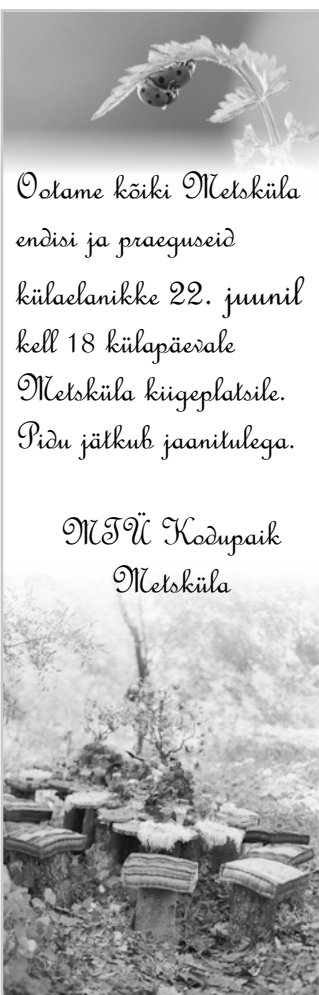 Ootame kõiki Metsküla
endisi ja praeguseid
külaelanikke 22. juunil
kell 18 külapäevale
Metsküla kiigeplatsile.
Pidu jätkub jaanitulega.
MTÜ Kodupaik
Metsküla